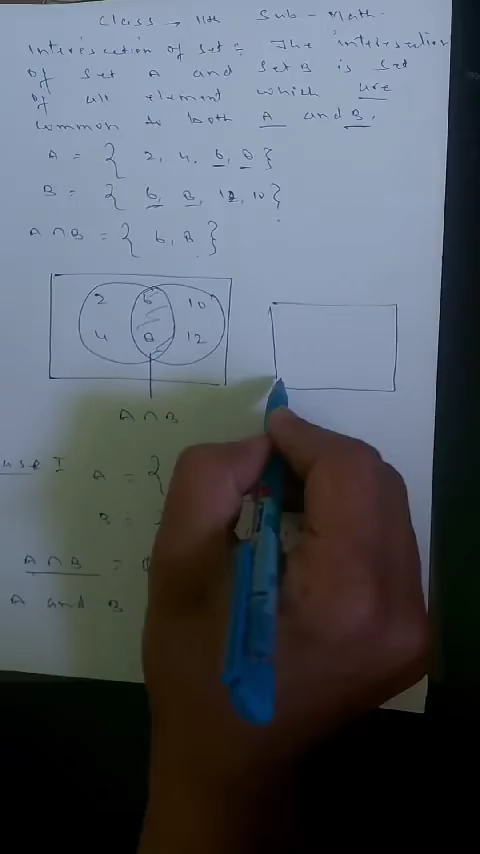 Class → 11th Sub - Math.
Intersection of set :- The intersection
of set A and set B is set
of all element which are
common to both A and B.
A = { 2, 4, 6, 8 }
B = { 6, 8, 12, 10 }
A ∩ B = { 6, 8 }
2 6 10
4 8 12
A ∩ B
use I A = {
B =
A ∩ B =
A and B